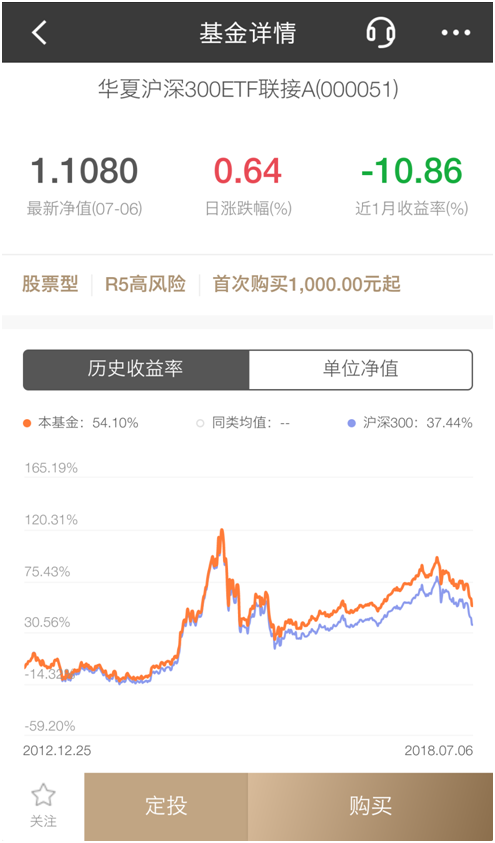 基金详情
华夏沪深300ETF联接A(000051)
1.1080 0.64 -10.86
最新净值(07-06) 日涨跌幅(%) 近1月收益率(%)
股票型 R5高风险 首次购买1,000.00元起
历史收益率 单位净值
本基金：54.10% 同类均值：-- 沪深300：37.44%
165.19%
120.31%
75.43%
30.56%
-14.32%
-59.20%
2012.12.25 2018.07.06
关注 定投 购买